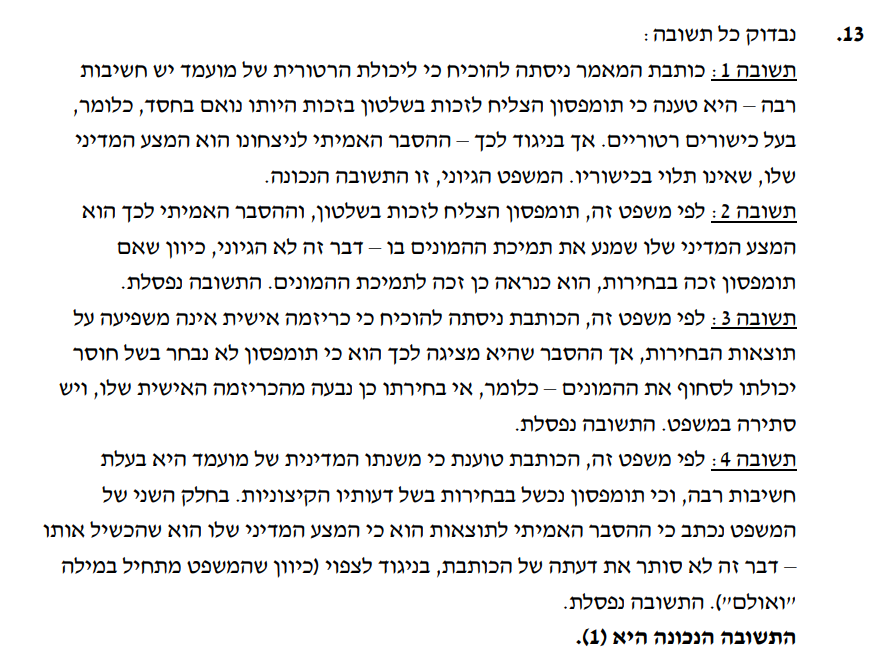 13. נבדוק כל תשובה:
תשובה 1: כותבת המאמר ניסתה להוכיח כי ליכולת הרטורית של מועמד יש חשיבות
רבה – היא טענה כי תומפסון הצליח לזכות בשלטון בזכות היותו נואם בחסד, כלומר,
בעל כישורים רטוריים. אך בניגוד לכך – ההסבר האמיתי לניצחונו הוא המצע המדיני
שלו, שאינו תלוי בכישוריו. המשפט הגיוני, זו התשובה הנכונה.
תשובה 2: לפי משפט זה, תומפסון הצליח לזכות בשלטון, וההסבר האמיתי לכך הוא
המצע המדיני שלו שמנע את תמיכת ההמונים בו – דבר זה לא הגיוני, כיוון שאם
תומפסון זכה בבחירות, הוא כנראה כן זכה לתמיכת ההמונים. התשובה נפסלת.
תשובה 3: לפי משפט זה, הכותבת ניסתה להוכיח כי כריזמה אישית אינה משפיעה על
תוצאות הבחירות, אך ההסבר שהיא מציגה לכך הוא כי תומפסון לא נבחר בשל חוסר
יכולתו לסחוף את ההמונים – כלומר, אי בחירתו כן נבעה מהכריזמה האישית שלו, ויש
סתירה במשפט. התשובה נפסלת.
תשובה 4: לפי משפט זה, הכותבת טוענת כי משנתו המדינית של מועמד היא בעלת
חשיבות רבה, וכי תומפסון נכשל בבחירות בשל דעותיו הקיצוניות. בחלק השני של
המשפט נכתב כי ההסבר האמיתי לתוצאות הוא כי המצע המדיני שלו הוא שהכשיל אותו
– דבר זה לא סותר את דעתה של הכותבת, בניגוד לצפוי (כיוון שהמשפט מתחיל במילה
"ואולם"). התשובה נפסלת.
התשובה הנכונה היא (1).